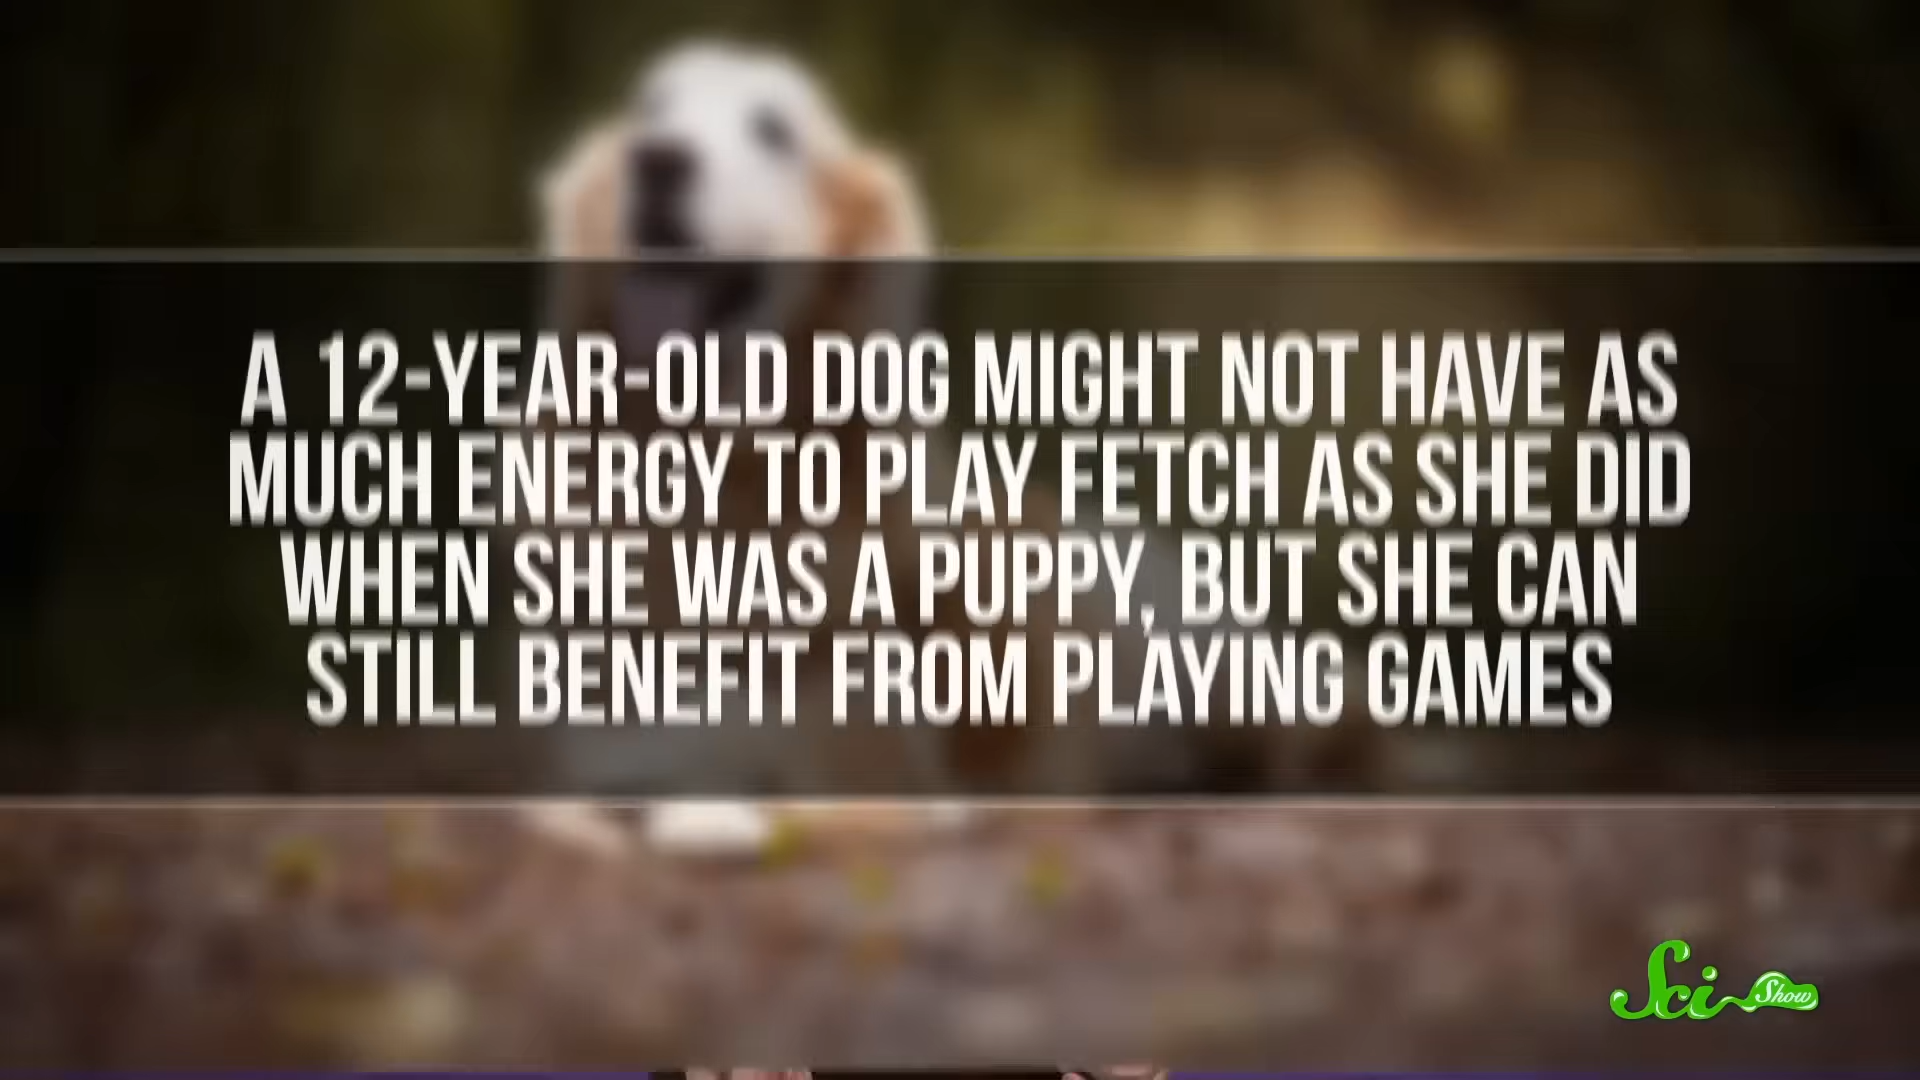 A 12-YEAR-OLD DOG MIGHT NOT HAVE AS
MUCH ENERGY TO PLAY FETCH AS SHE DID
WHEN SHE WAS A PUPPY, BUT SHE CAN
STILL BENEFIT FROM PLAYING GAMES
Sci Show